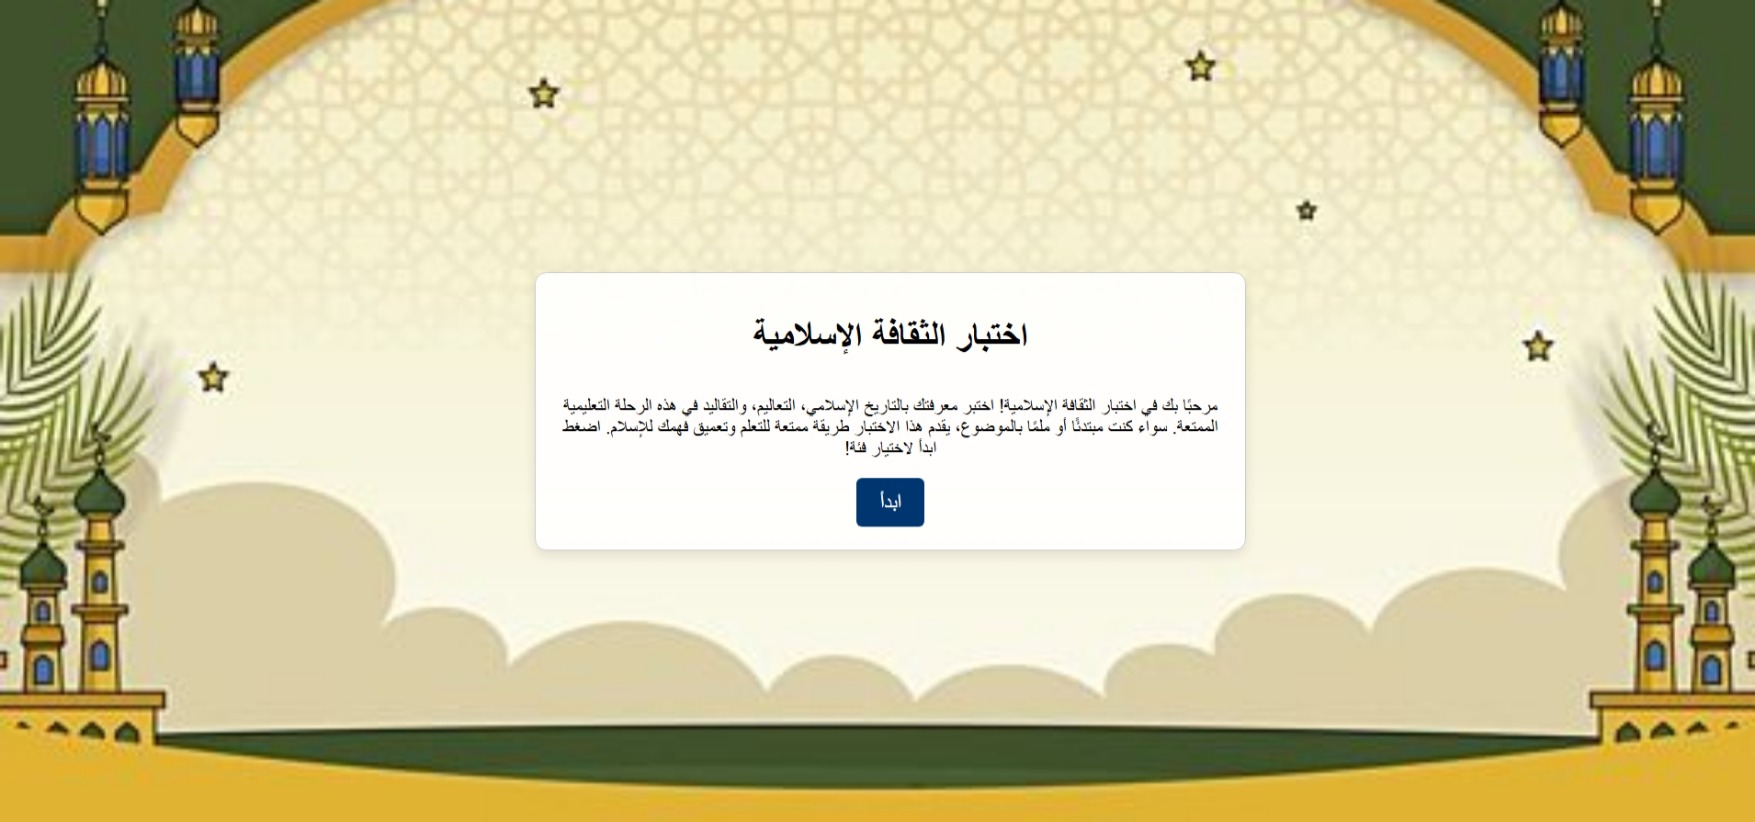 اختبار الثقافة الإسلامية
مرحبًا بك في اختبار الثقافة الإسلامية! اختبر معرفتك بالتاريخ الإسلامي، التعاليم، والتقاليد في هذه الرحلة التعليمية
الممتعة. سواء كنت مبتدئًا أو ملمًا بالموضوع، يقدم هذا الاختبار طريقة ممتعة للتعلم وتعميق فهمك للإسلام. اضغط
ابدأ لاختيار فئة!
ابدأ